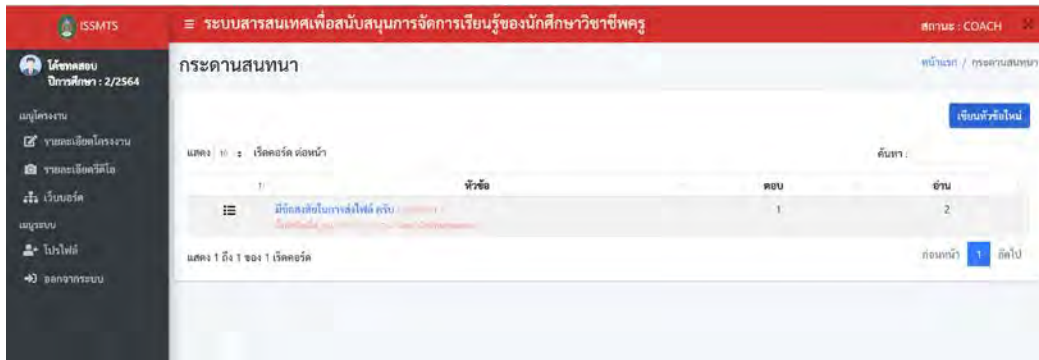 ISSMTS
ระบบสารสนเทศเพื่อสนับสนุนการจัดการเรียนรู้ของนักศึกษาวิชาชีพครู
สถานะ : COACH
โค้ชทดสอบ
ปีการศึกษา : 2/2564
กระดานสนทนา
หน้าแรก / กระดานสนทนา
เมนูโครงงาน
รายละเอียดโครงงาน
รายละเอียดวีดีโอ
เว็บบอร์ด
เมนูระบบ
โปรไฟล์
ออกจากระบบ
เขียนหัวข้อใหม่
แสดง 10 เร็คคอร์ด ต่อหน้า
ค้นหา :
หัวข้อ ตอบ อ่าน
มีข้อสงสัยในการส่งไฟล์ ครับ 1 2
แสดง 1 ถึง 1 ของ 1 เร็คคอร์ด
ก่อนหน้า 1 ถัดไป